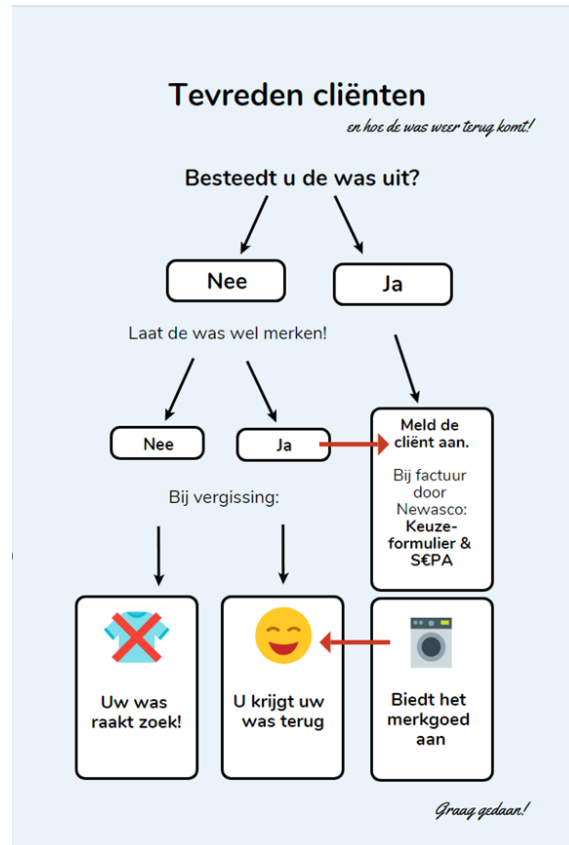 Tevreden cliënten
en hoe de was weer terug komt!
Besteedt u de was uit?
Nee
Ja
Laat de was wel merken!
Nee
Ja
Meld de
cliënt aan.
Bij factuur
door
Newasco:
Keuze-
formulier &
S€PA
Bij vergissing:
Uw was
raakt zoek!
U krijgt uw
was terug
Biedt het
merkgoed
aan
Graag gedaan!